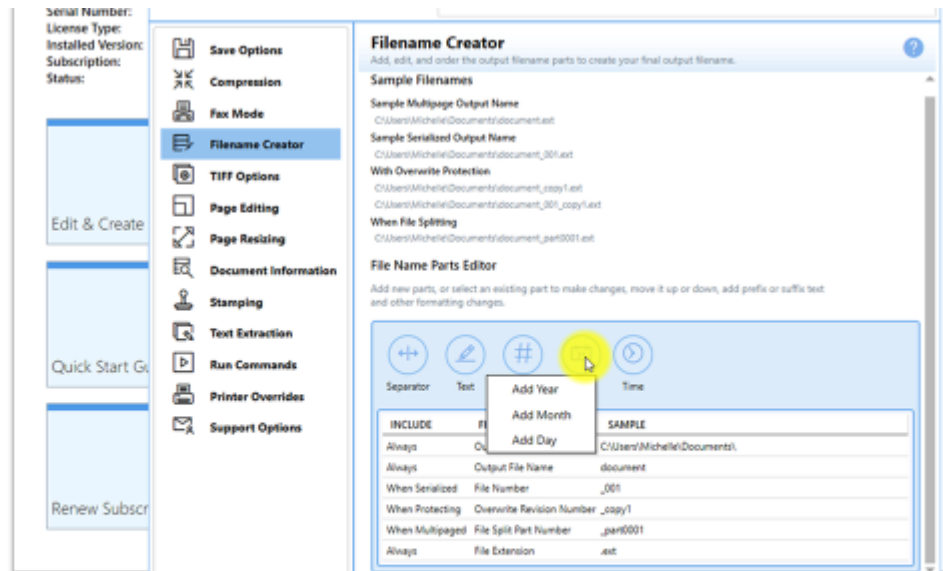 Serial Number:
License Type:
Installed Version:
Subscription:
Status:
Edit & Create
Quick Start Gu
Renew Subscr
Save Options
Compression
Fax Mode
Filename Creator
TIFF Options
Page Editing
Page Resizing
Document Information
Stamping
Text Extraction
Run Commands
Printer Overrides
Support Options
Filename Creator
?
Add, edit, and order the output filename parts to create your final output filename.
Sample Filenames
Sample Multipage Output Name
C:\Users\Michelle\Documents\document.ext
Sample Serialized Output Name
C:\Users\Michelle\Documents\document_001.ext
With Overwrite Protection
C:\Users\Michelle\Documents\document_copy1.ext
C:\Users\Michelle\Documents\document_001_copy1.ext
When File Splitting
C:\Users\Michelle\Documents\document_part0001.ext
File Name Parts Editor
Add new parts, or select an existing part to make changes, move it up or down, add prefix or suffix text
and other formatting changes.
Separator Text Time
Add Year
Add Month
Add Day
INCLUDE SAMPLE
Always C:\Users\Michelle\Documents\
Always Output File Name document
When Serialized File Number _001
When Protecting Overwrite Revision Number _copy1
When Multipaged File Split Part Number _part0001
Always File Extension .ext